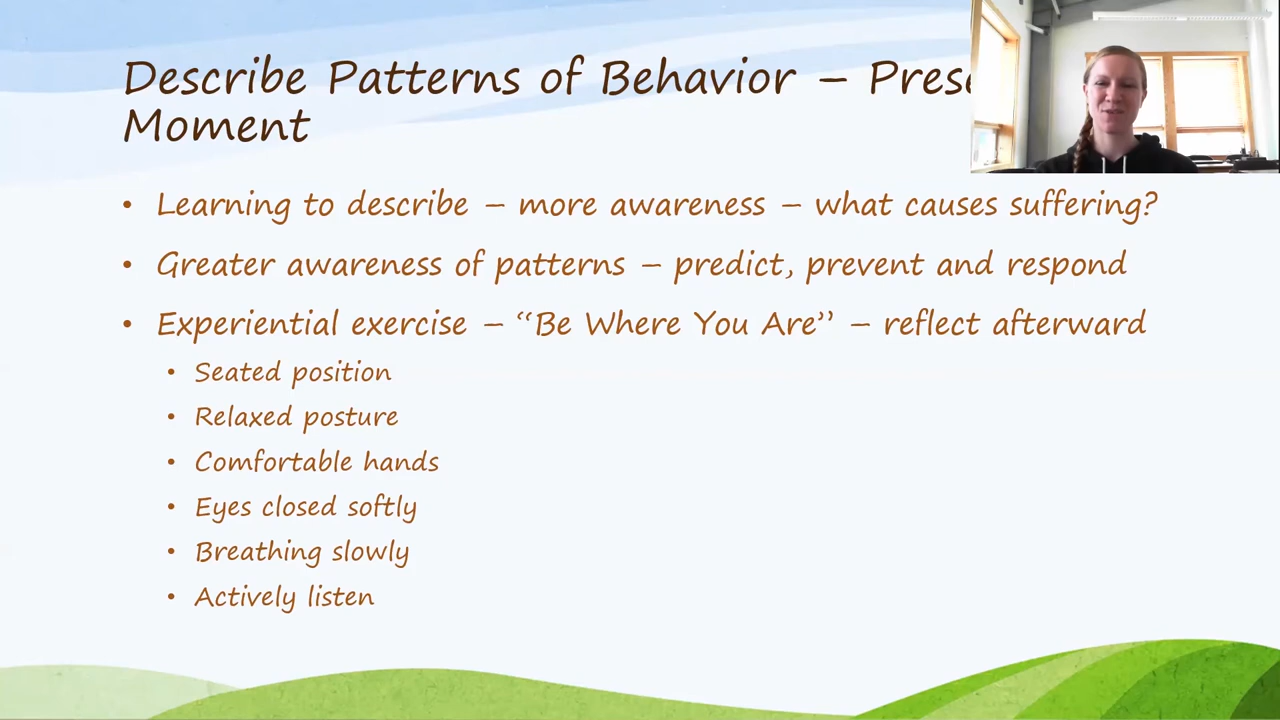 Describe Patterns of Behavior – Prese
Moment
• Learning to describe – more awareness – what causes suffering?
• Greater awareness of patterns – predict, prevent and respond
• Experiential exercise – “Be Where You Are” – reflect afterward
• Seated position
• Relaxed posture
• Comfortable hands
• Eyes closed softly
• Breathing slowly
• Actively listen